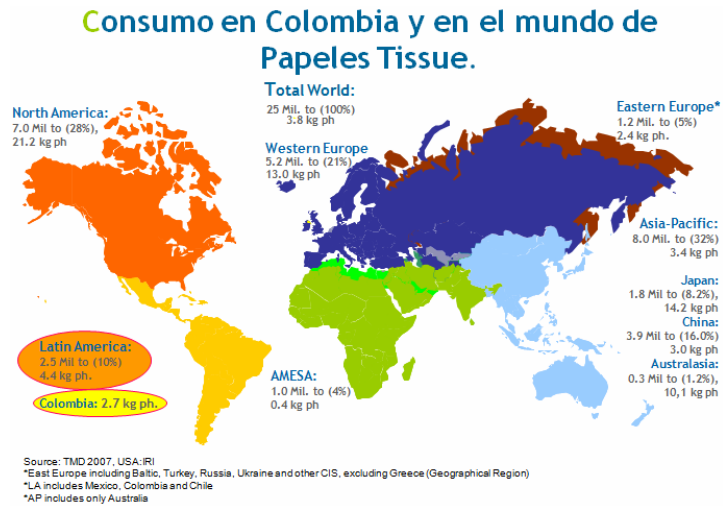 Consumo en Colombia y en el mundo de
Papeles Tissue.
Total World:
25 Mil. to (100%)
3.8 kg ph
North America:
7.0 Mil to (28%),
21.2 kg ph
Western Europe
5.2 Mil. to (21%)
13.0 kg ph
Eastern Europe*
1.2 Mil. to (5%)
2.4 kg ph.
Asia-Pacific:
8.0 Mil. to (32%)
3.4 kg ph
Japan:
1.8 Mil to (8.2%),
14.2 kg ph
China:
3.9 Mil to (16.0%)
3.0 kg ph
Australasia:
0.3 Mil to (1.2%),
10,1 kg ph
Latin America:
2.5 Mil to (10%)
4.4 kg ph.
Colombia: 2.7 kg ph.
AMESA:
1.0 Mil. to (4%)
0.4 kg ph
Source: TMD 2007, USA:IRI
*East Europe including Baltic, Turkey, Russia, Ukraine and other CIS, excluding Greece (Geographical Region)
*LA includes Mexico, Colombia and Chile
*AP includes only Australia